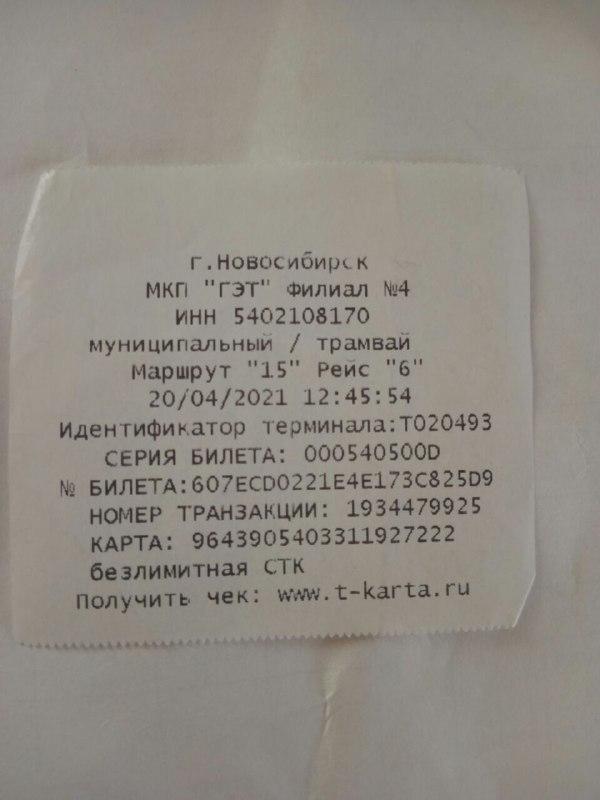 г.Новосибирск
МКП "ГЭТ" Филиал №4
ИНН 5402108170
муниципальный / трамвай
Маршрут "15" Рейс "6"
20/04/2021 12:45:54
Идентификатор терминала:T020493
СЕРИЯ БИЛЕТА: 000540500D
№ БИЛЕТА:607ECD0221E4E173C825D9
НОМЕР ТРАНЗАКЦИИ: 1934479925
КАРТА: 9643905403311927222
безлимитная СТК
Получить чек: www.t-karta.ru